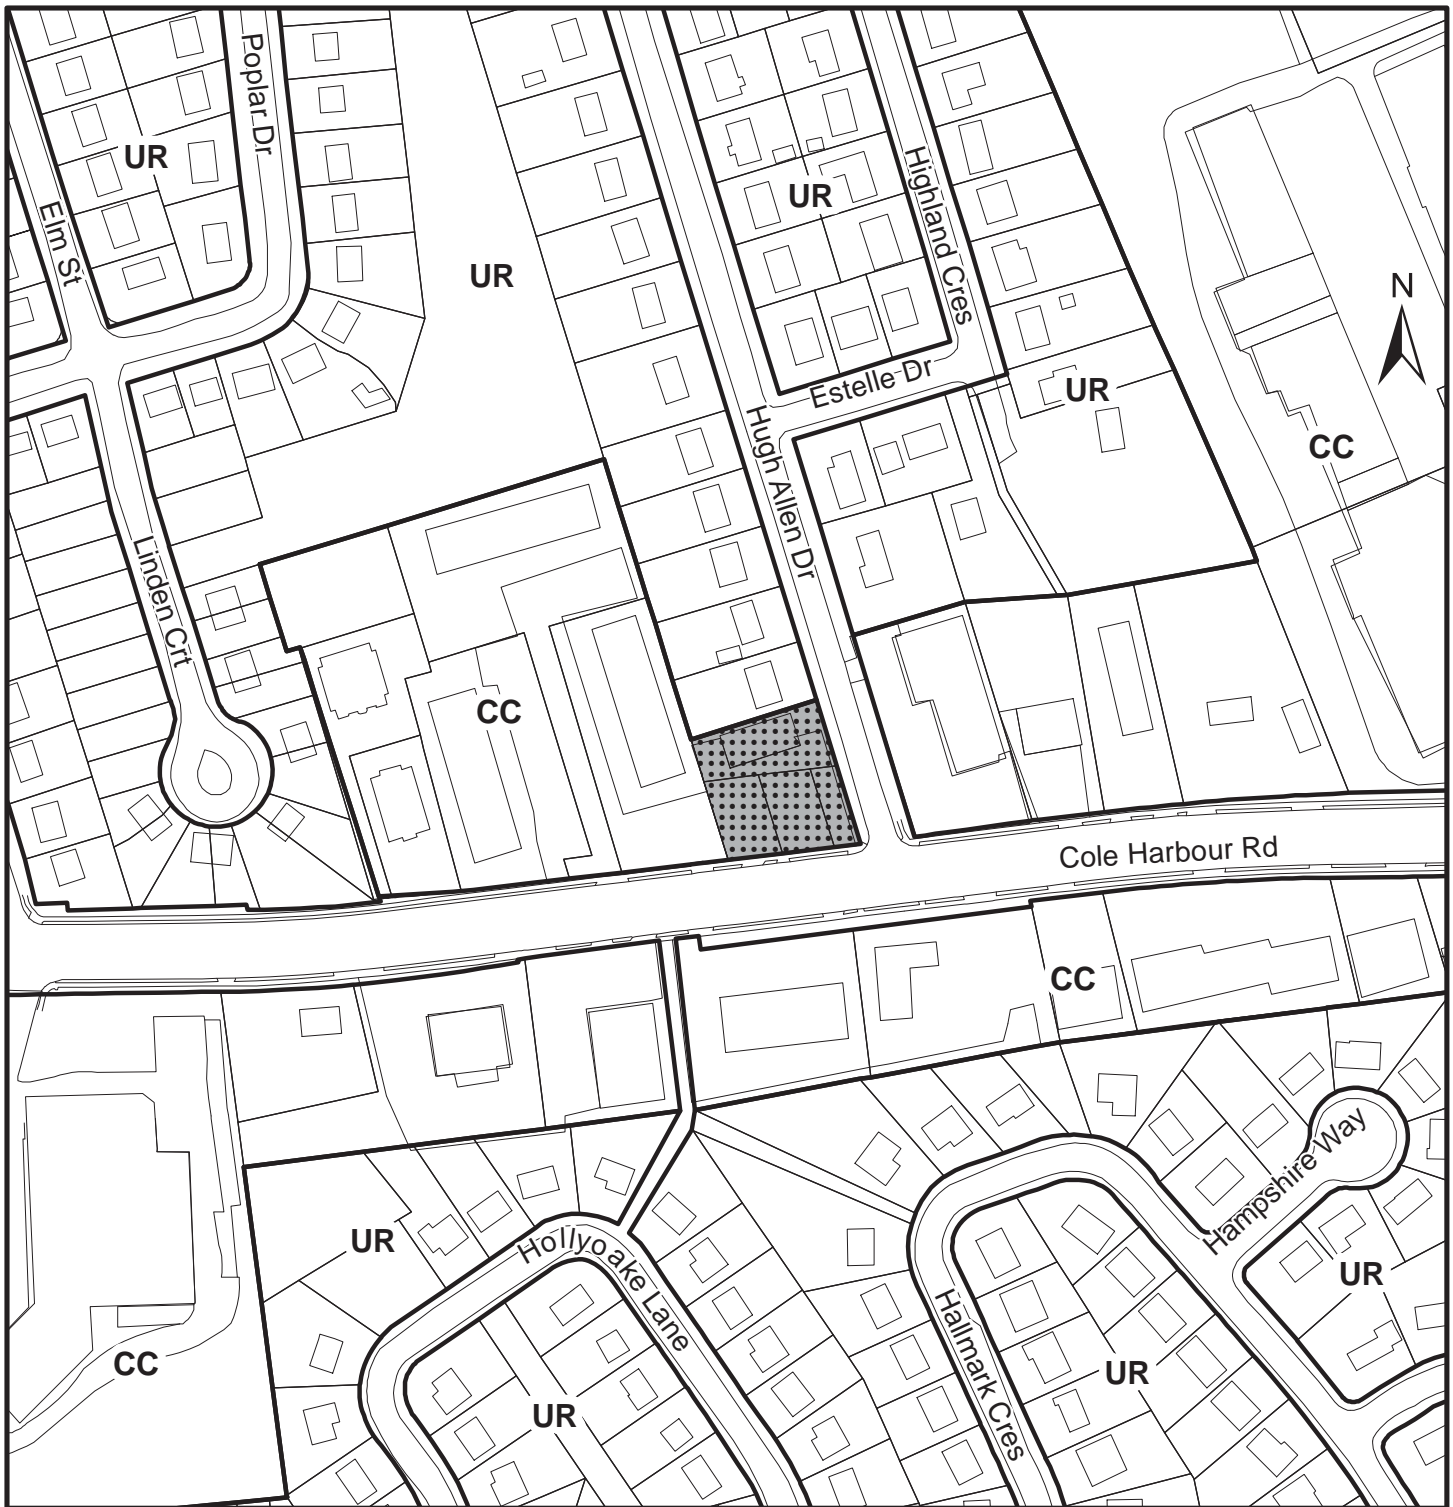 Poplar Dr
UR
Elm St
UR
UR
Highland Cres
N
Estelle Dr
UR
CC
Hugh Allen Dr
Linden Crt
CC
Cole Harbour Rd
CC
Hampshire Way
UR
Hollyoake Lane
UR
Hallmark Cres
CC
UR
UR